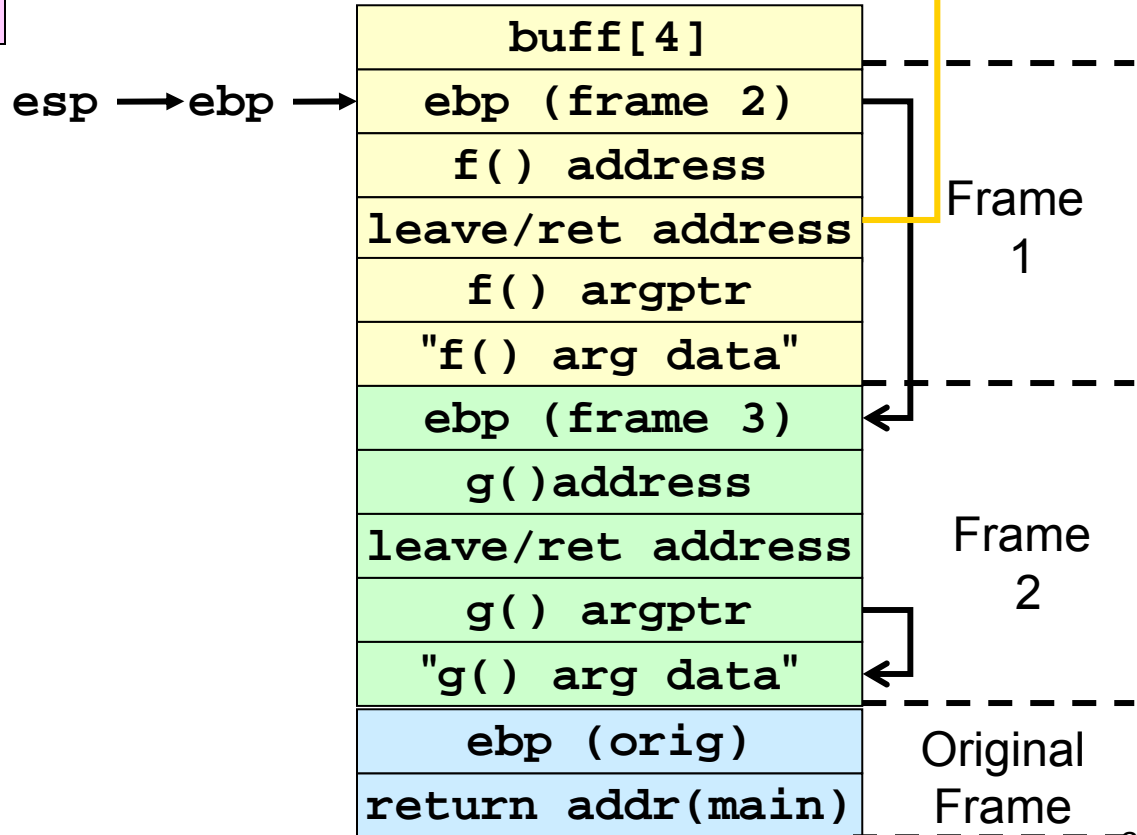 buff[4]
esp ebp ebp (frame 2)
f() address
leave/ret address
Frame
1
f() argptr
"f() arg data"
ebp (frame 3)
g()address
leave/ret address
Frame
2
g() argptr
"g() arg data"
ebp (orig)
return addr(main)
Original
Frame